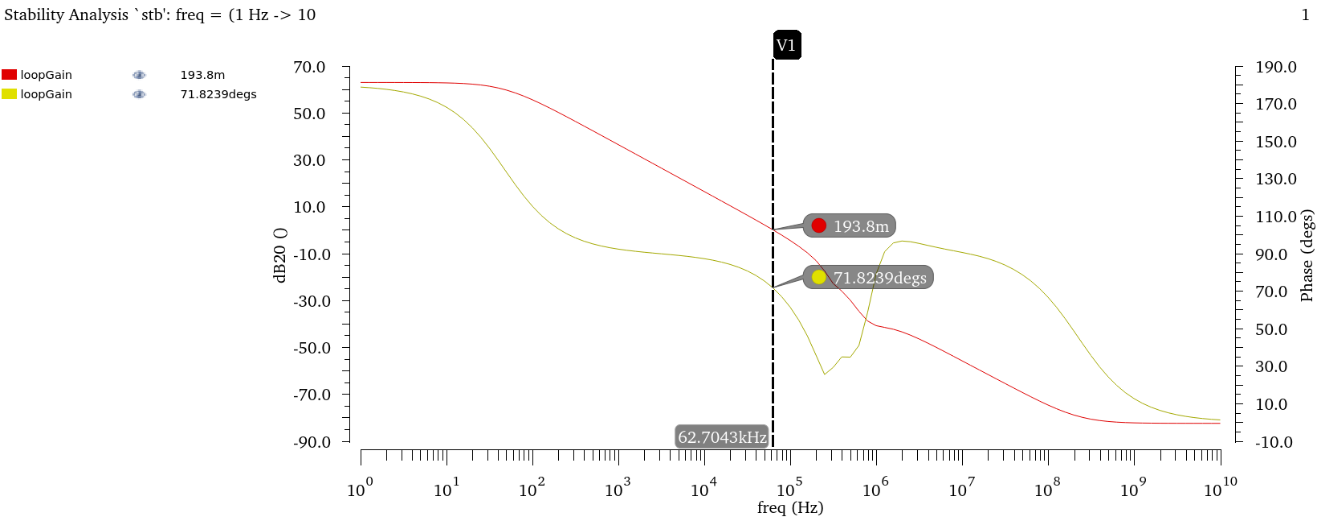 Stability Analysis `stb': freq = (1 Hz -> 10
1
loopGain 193.8m
loopGain 71.8239degs
V1
70.0
50.0
30.0
10.0
-10.0
-30.0
-50.0
-70.0
-90.0
dB20 ()
193.8m
71.8239degs
62.7043kHz
190.0
170.0
150.0
130.0
110.0
90.0
70.0
50.0
30.0
10.0
-10.0
Phase (degs)
10^0 10^1 10^2 10^3 10^4 10^5 10^6 10^7 10^8 10^9 10^10
freq (Hz)